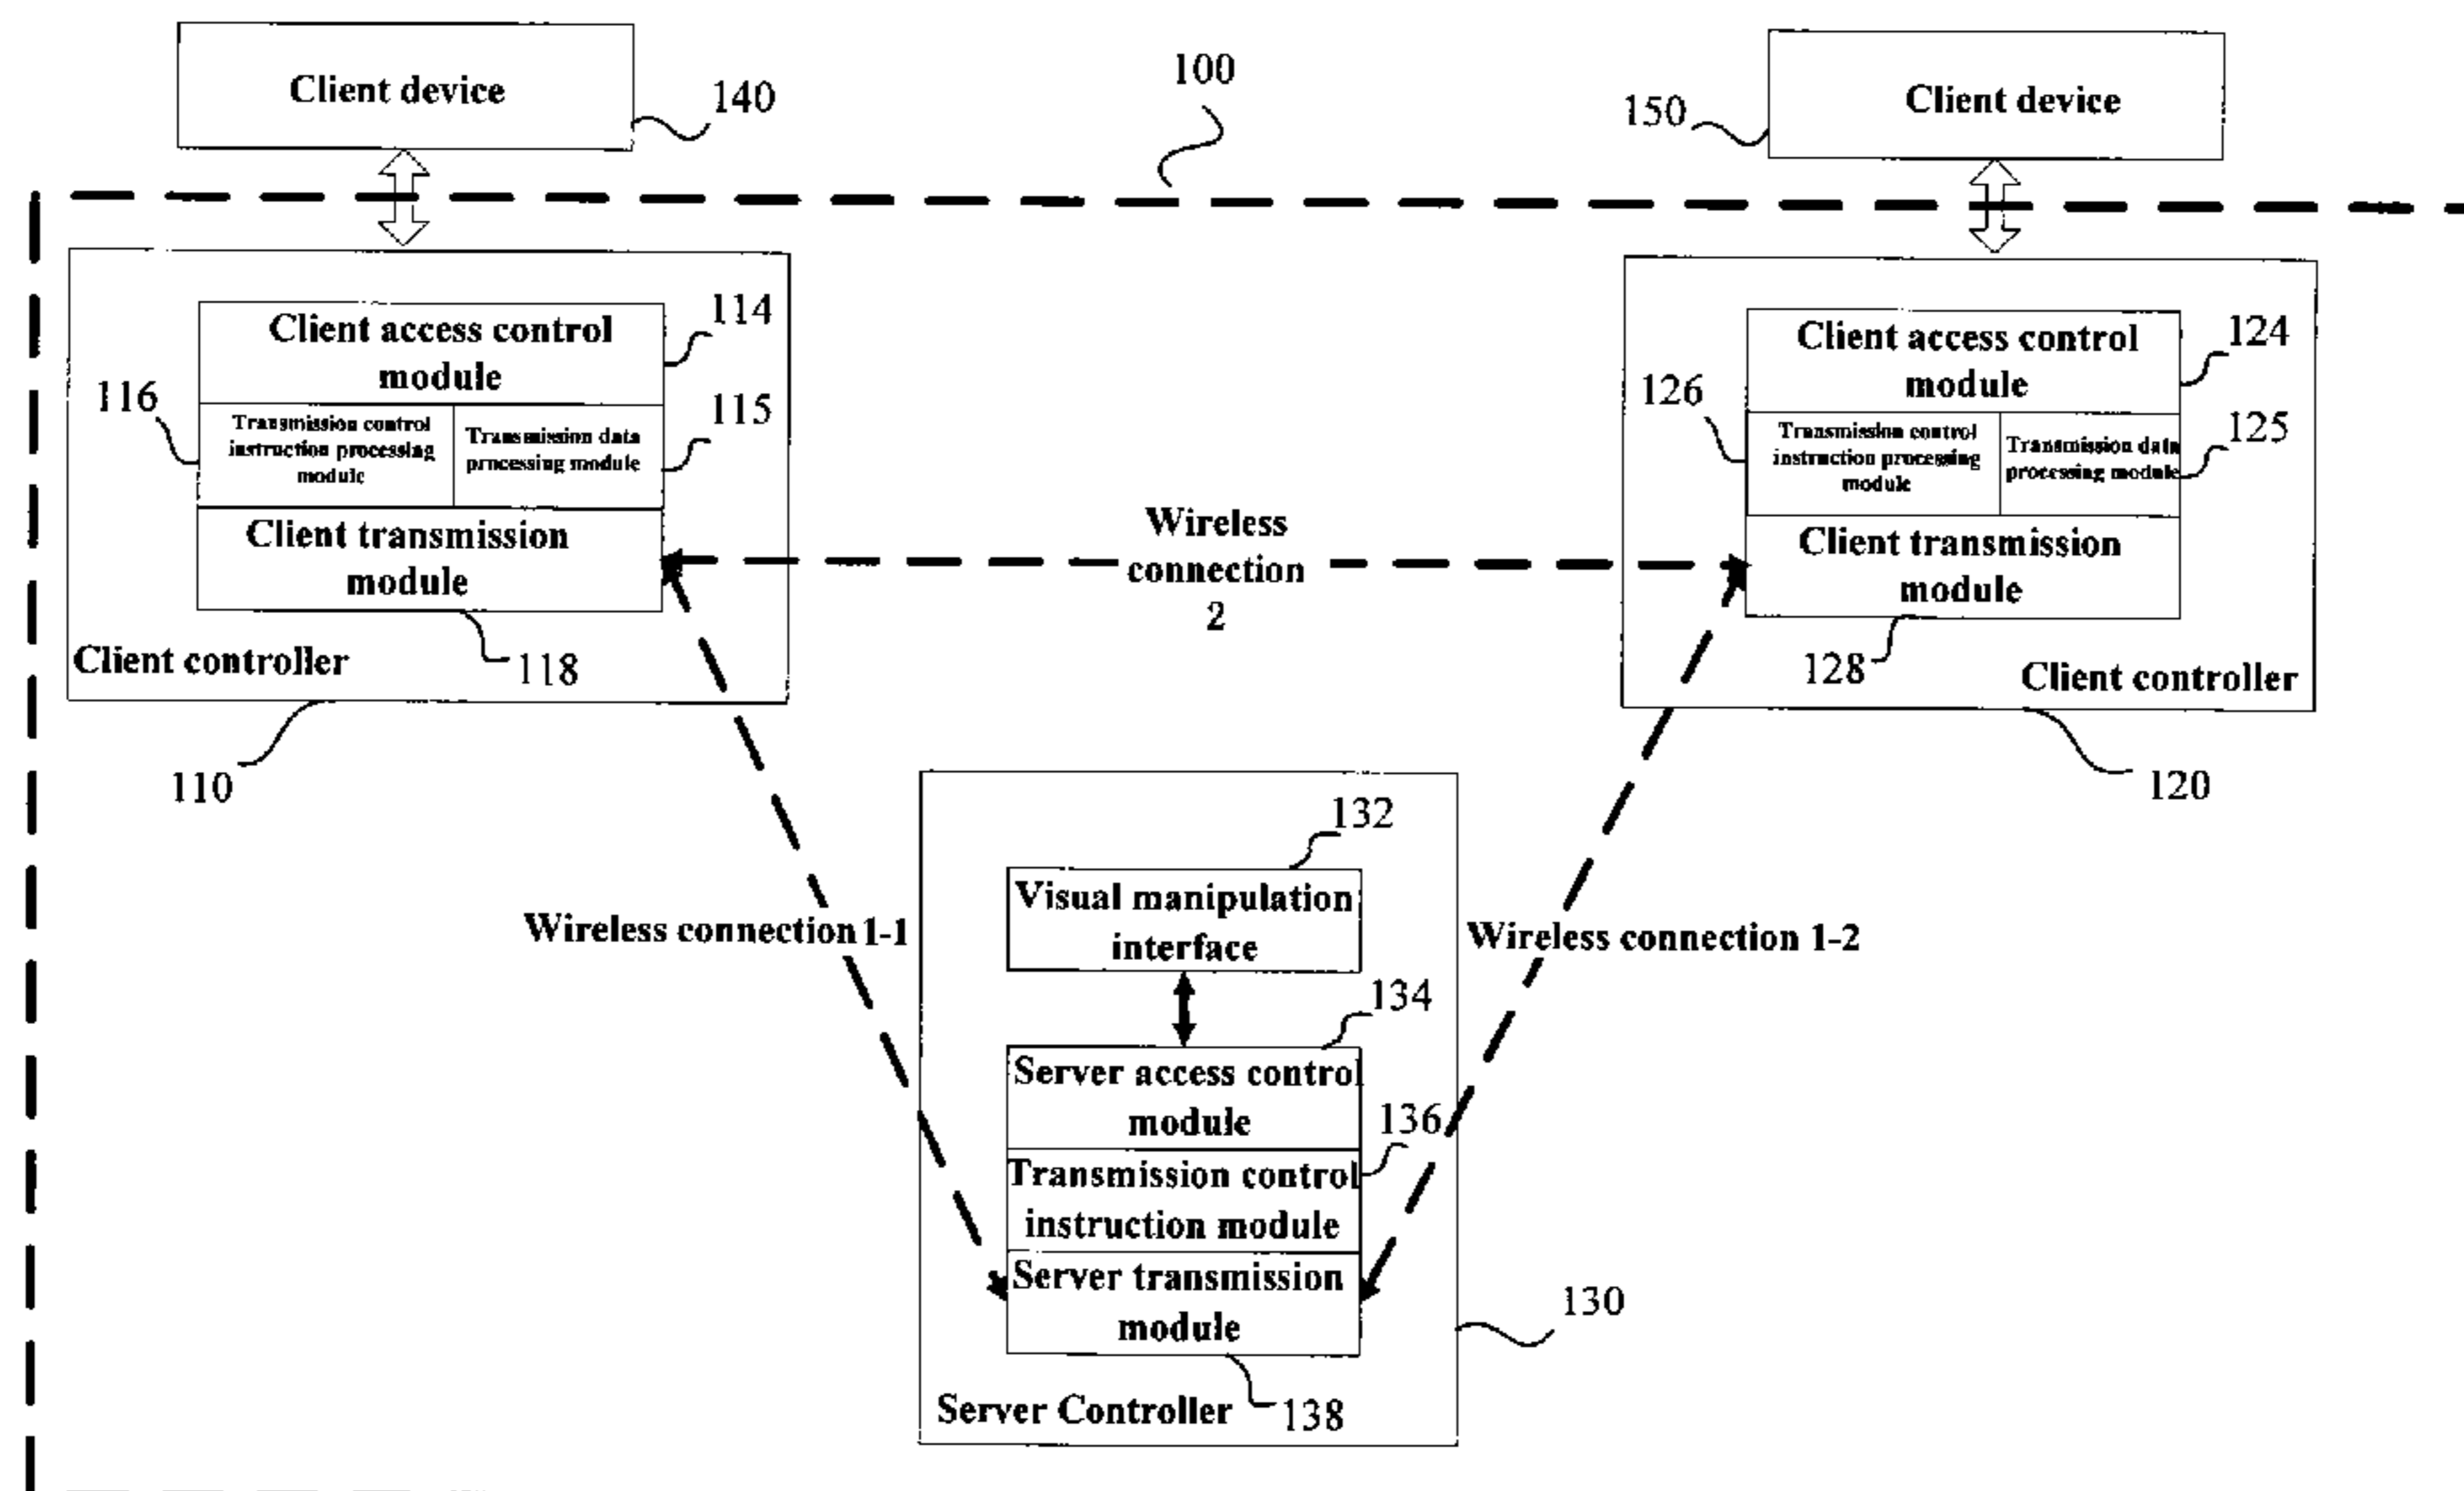 100
Client device
140
150
Client device
Client access control
module
114
116
Transmission control
instruction processing
module
Transmission data
processing module
115
Client transmission
module
118
Client controller
110
Wireless
connection
2
Client access control
module
124
126
Transmission control
instruction processing
module
Transmission data
processing module
125
Client transmission
module
128
Client controller
120
Wireless connection 1-1
Wireless connection 1-2
132
Visual manipulation
interface
134
Server access control
module
136
Transmission control
instruction module
Server transmission
module
130
Server Controller
138